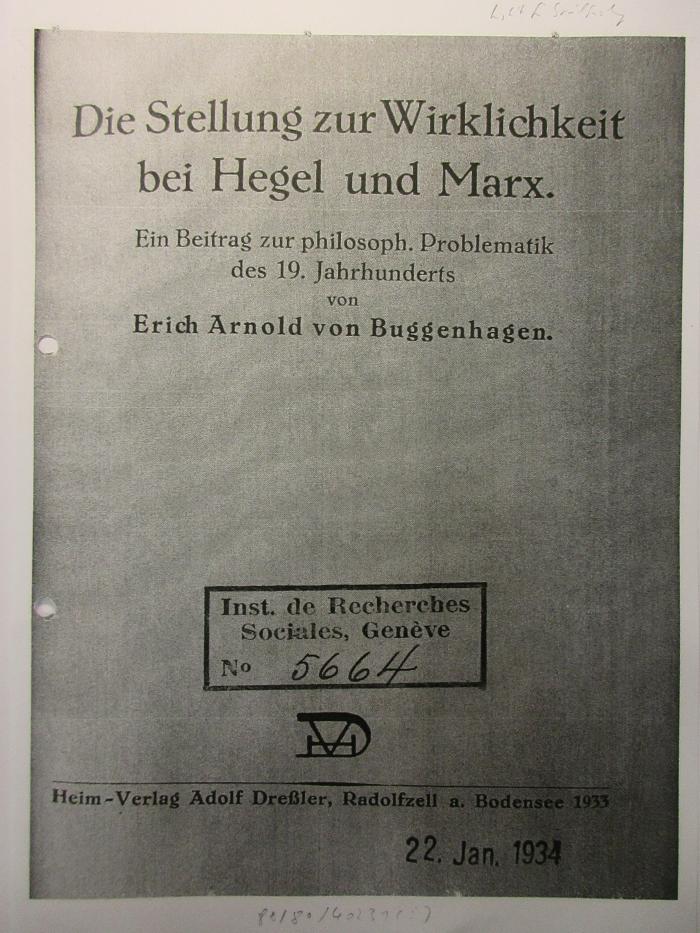 Die Stellung zur Wirklichkeit
bei Hegel und Marx.
Ein Beitrag zur philosoph. Problematik
des 19. Jahrhunderts
von
Erich Arnold von Buggenhagen.
Inst. de Recherches
Sociales, Genève
No 5664
Heim-Verlag Adolf Dreßler, Radolfzell a. Bodensee 1933
22. Jan. 1934